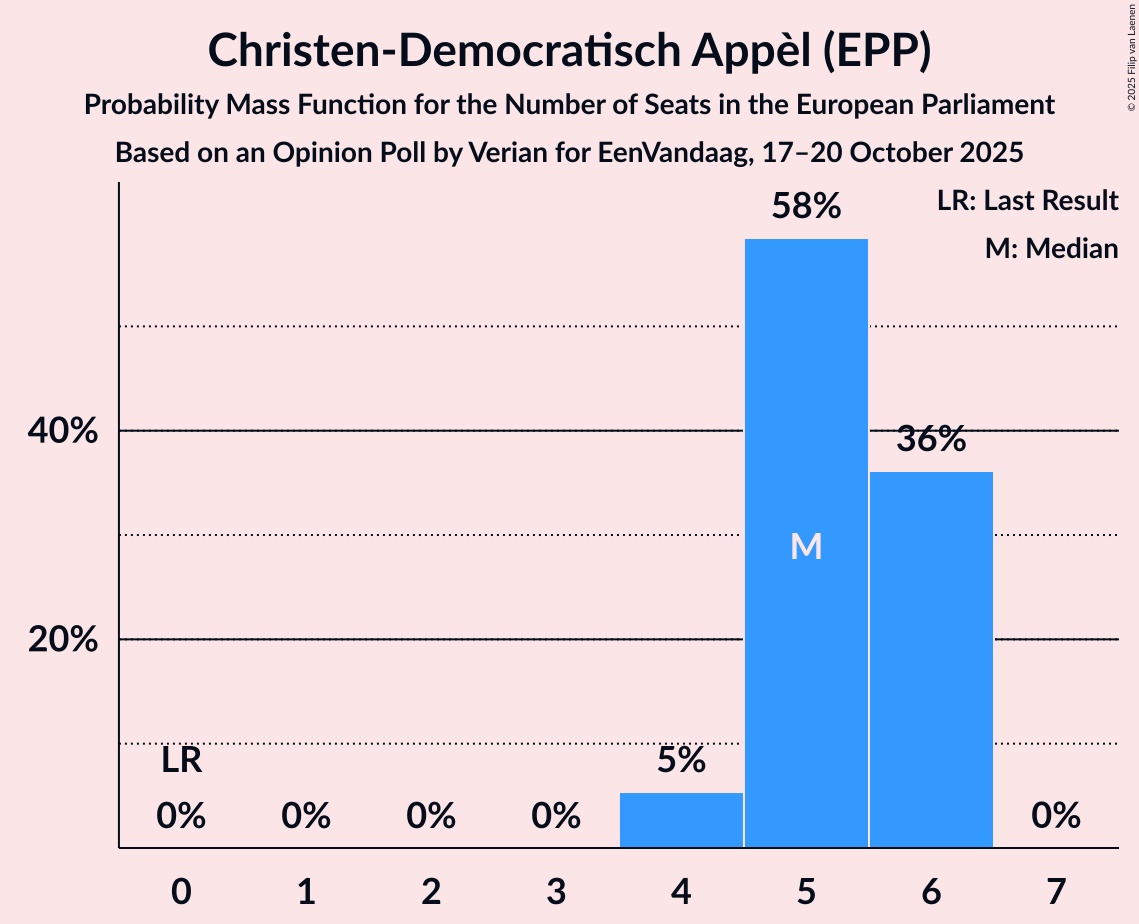 Christen-Democratisch Appèl (EPP)
Probability Mass Function for the Number of Seats in the European Parliament
Based on an Opinion Poll by Verian for EenVandaag, 17–20 October 2025
© 2025 Filip van Laenen
LR: Last Result
M: Median
58%
40%
36%
M
20%
LR
5%
0% 0% 0% 0% 0%
0 1 2 3 4 5 6 7